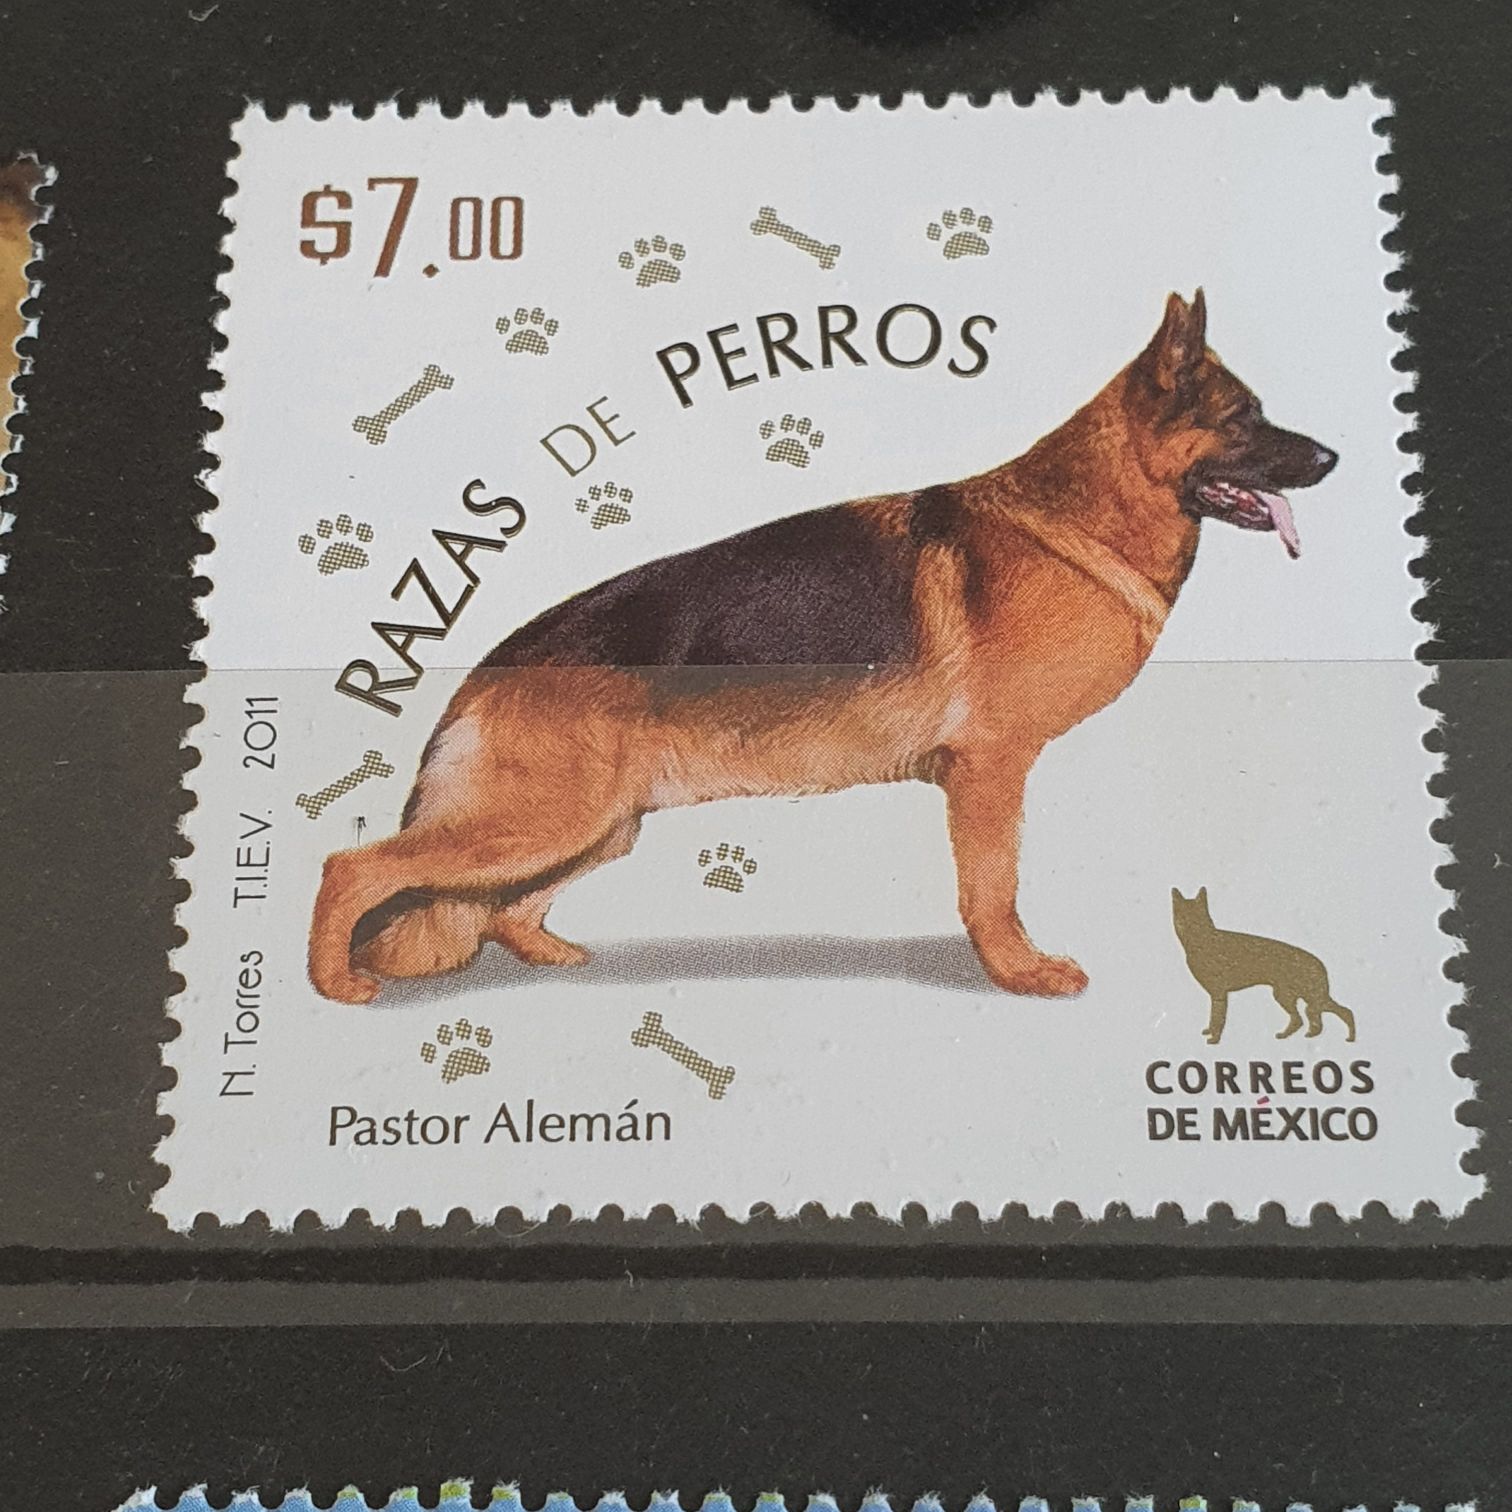 $7.00
RAZAS DE PERROS
N. Torres T.I.E.V. 2011
Pastor Alemán
CORREOS
DE MÉXICO